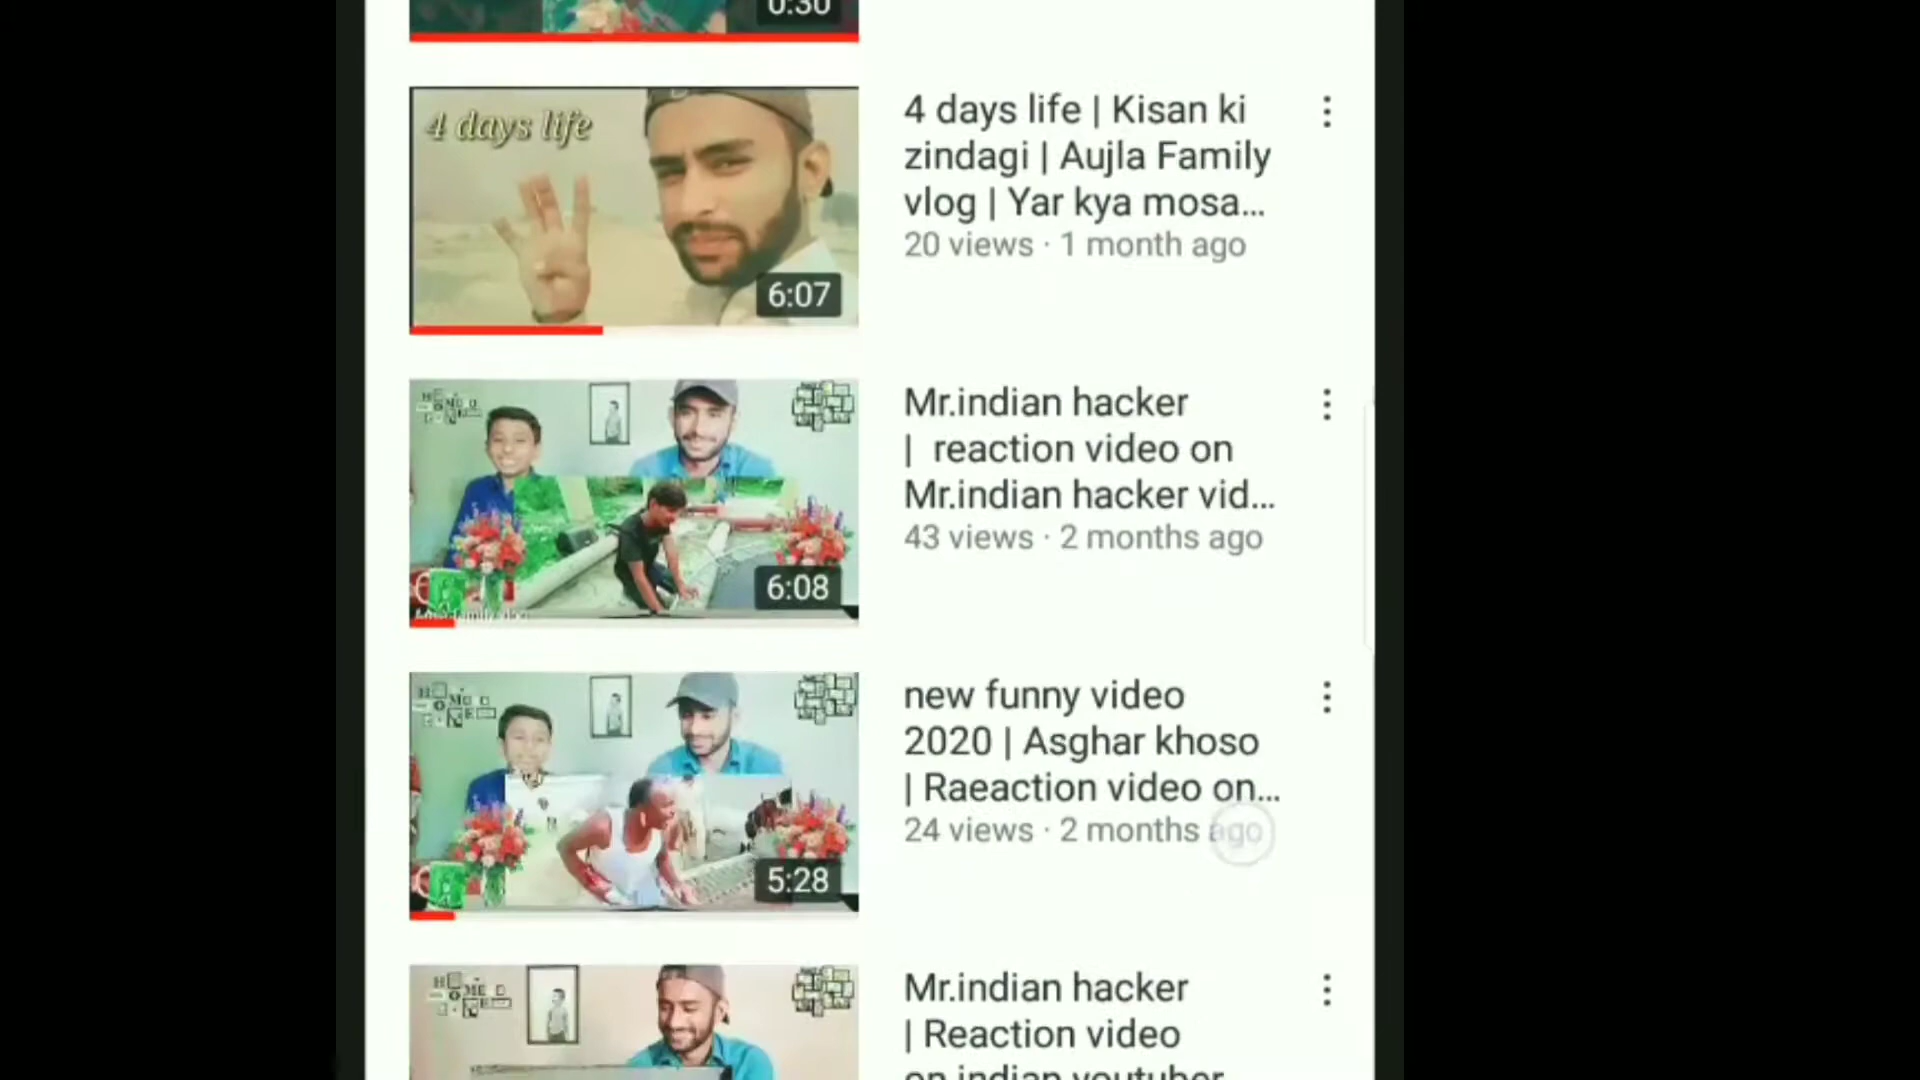 0:30
4 days life
6:07
4 days life | Kisan ki
zindagi | Aujla Family
vlog | Yar kya mosa...
20 views · 1 month ago
6:08
Mr.indian hacker
| reaction video on
Mr.indian hacker vid...
43 views · 2 months ago
5:28
new funny video
2020 | Asghar khoso
| Raeaction video on...
24 views · 2 months ago
Mr.indian hacker
| Reaction video
on indian youtuber